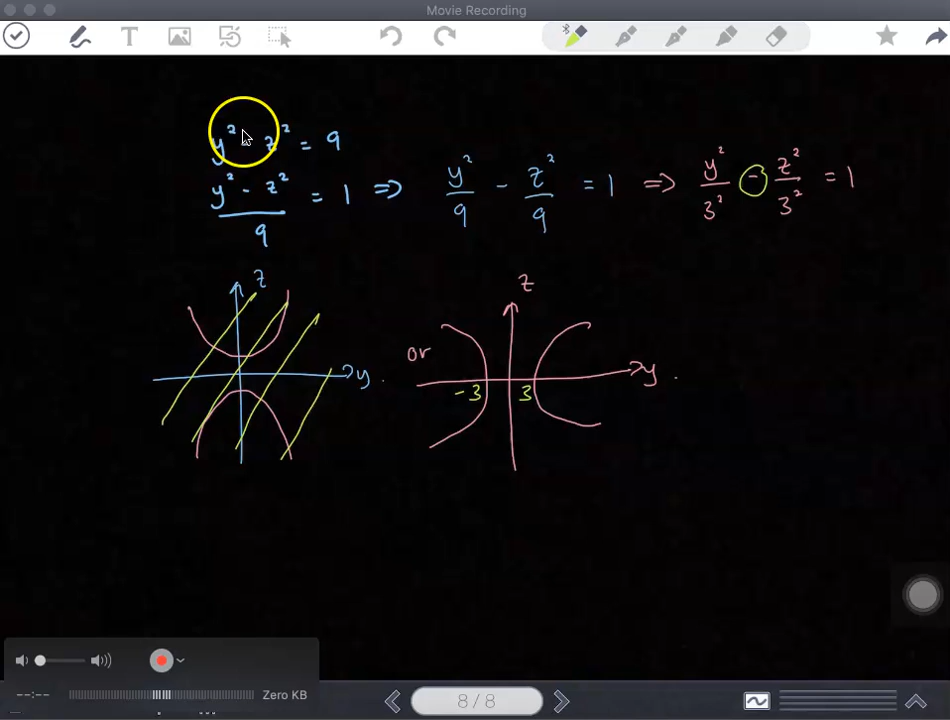 Movie Recording
T
y² - z² = 9
y² - z² / 9 = 1 ⇒ y²/9 - z²/9 = 1 ⇒ y²/3² - z²/3² = 1
z
z
or
y
y
-3 3
--:-- Zero KB
8/8